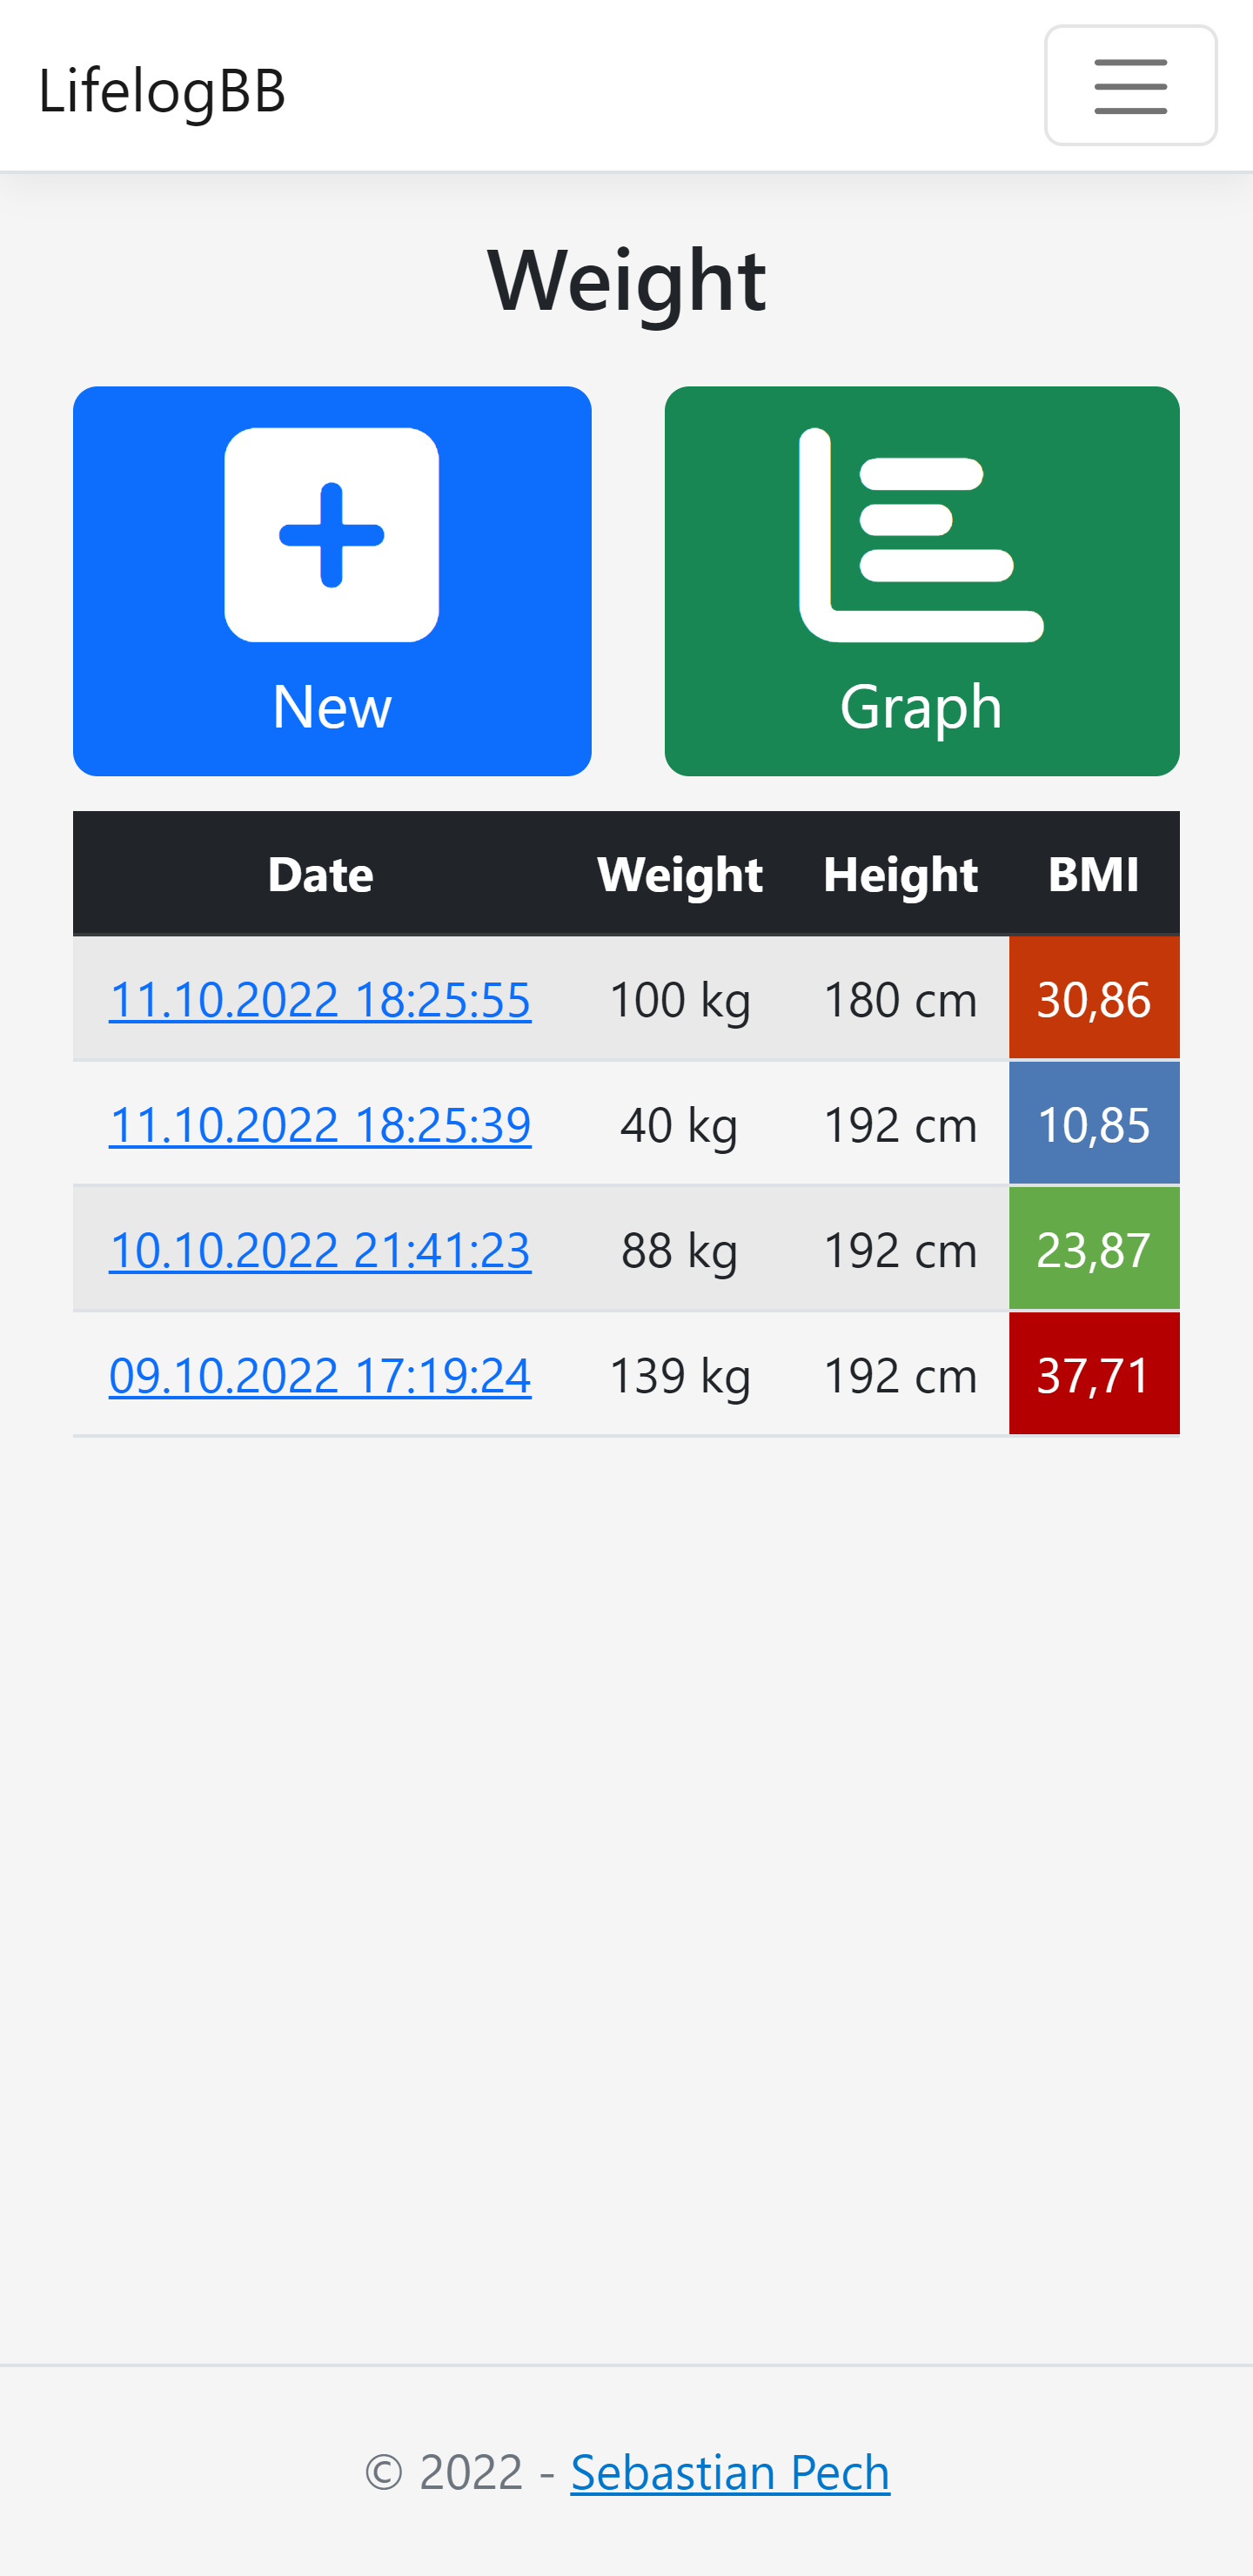 LifelogBB
Weight
New
Graph
Date Weight Height BMI
11.10.2022 18:25:55 100 kg 180 cm 30,86
11.10.2022 18:25:39 40 kg 192 cm 10,85
10.10.2022 21:41:23 88 kg 192 cm 23,87
09.10.2022 17:19:24 139 kg 192 cm 37,71
© 2022 - Sebastian Pech